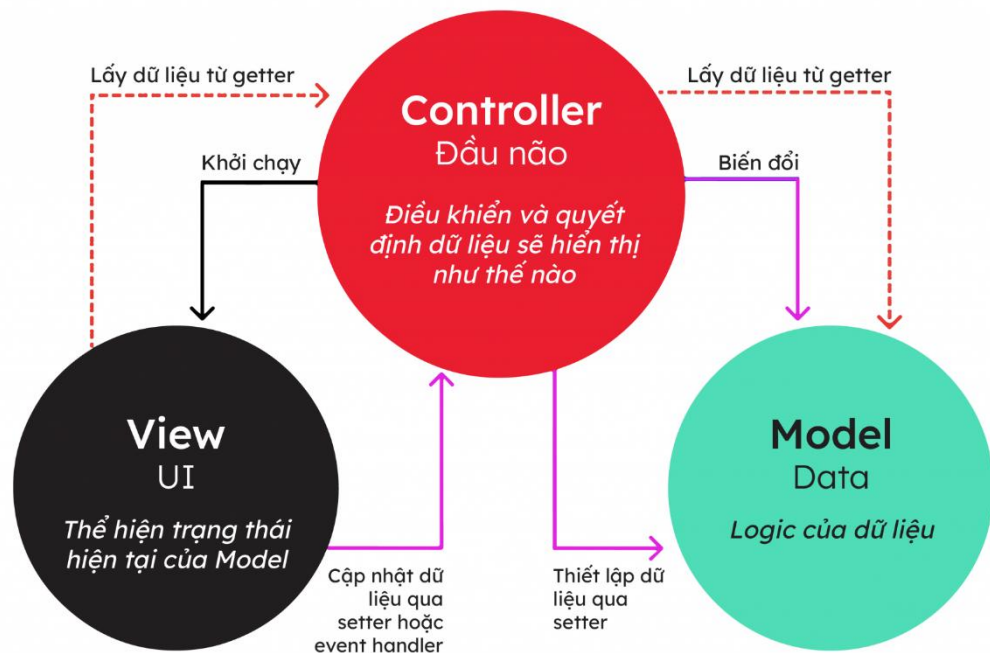 Lấy dữ liệu từ getter
Lấy dữ liệu từ getter
Controller
Đầu não
Điều khiển và quyết
định dữ liệu sẽ hiển thị
như thế nào
Khởi chạy
Biến đổi
View
UI
Thể hiện trạng thái
hiện tại của Model
Model
Data
Logic của dữ liệu
Cập nhật dữ
liệu qua
setter hoặc
event handler
Thiết lập dữ
liệu qua
setter